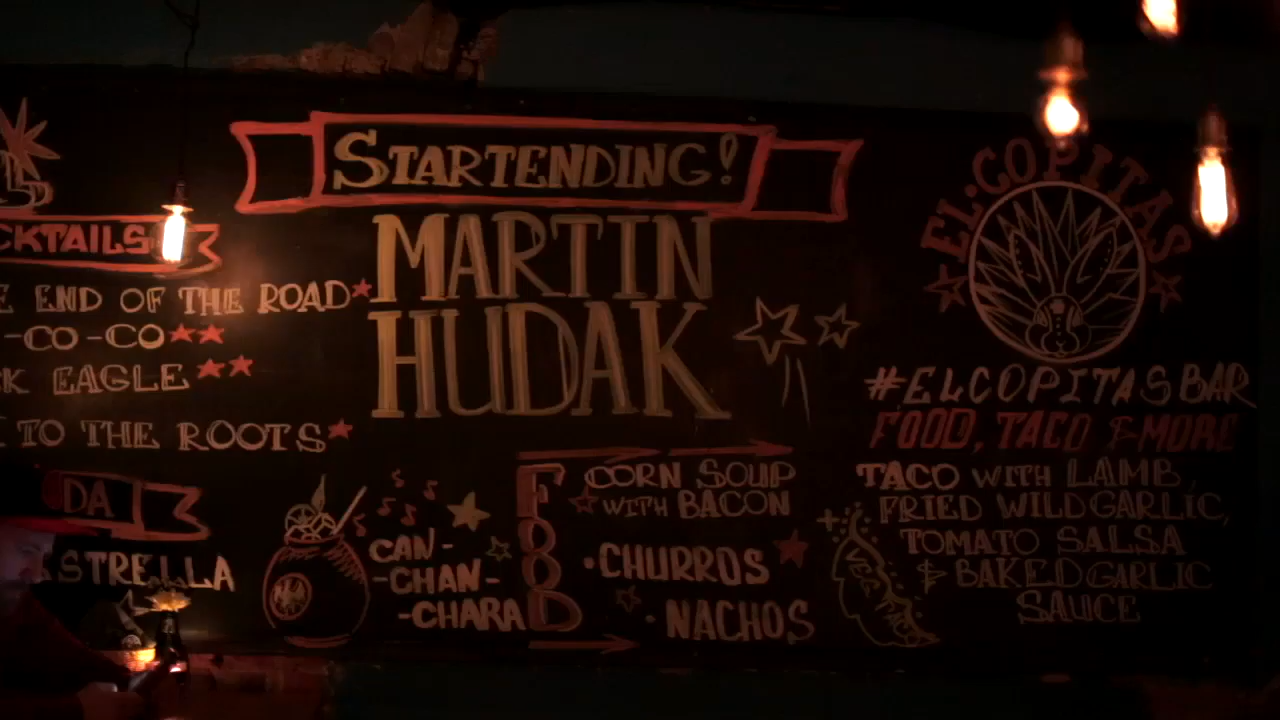 STARTENDING!
MARTIN
HUDAK
CKTAILS
E END OF THE ROAD
-CO-CO
K EAGLE
TO THE ROOTS
DA
STRELLA
CAN-
-CHAN-
-CHARA
FOOD
CORN SOUP
WITH BACON
·CHURROS
·NACHOS
EL·COPITAS
#ELCOPITASBAR
FOOD, TACO & MORE
TACO WITH LAMB,
FRIED WILD GARLIC,
TOMATO SALSA
& BAKED GARLIC
SAUCE